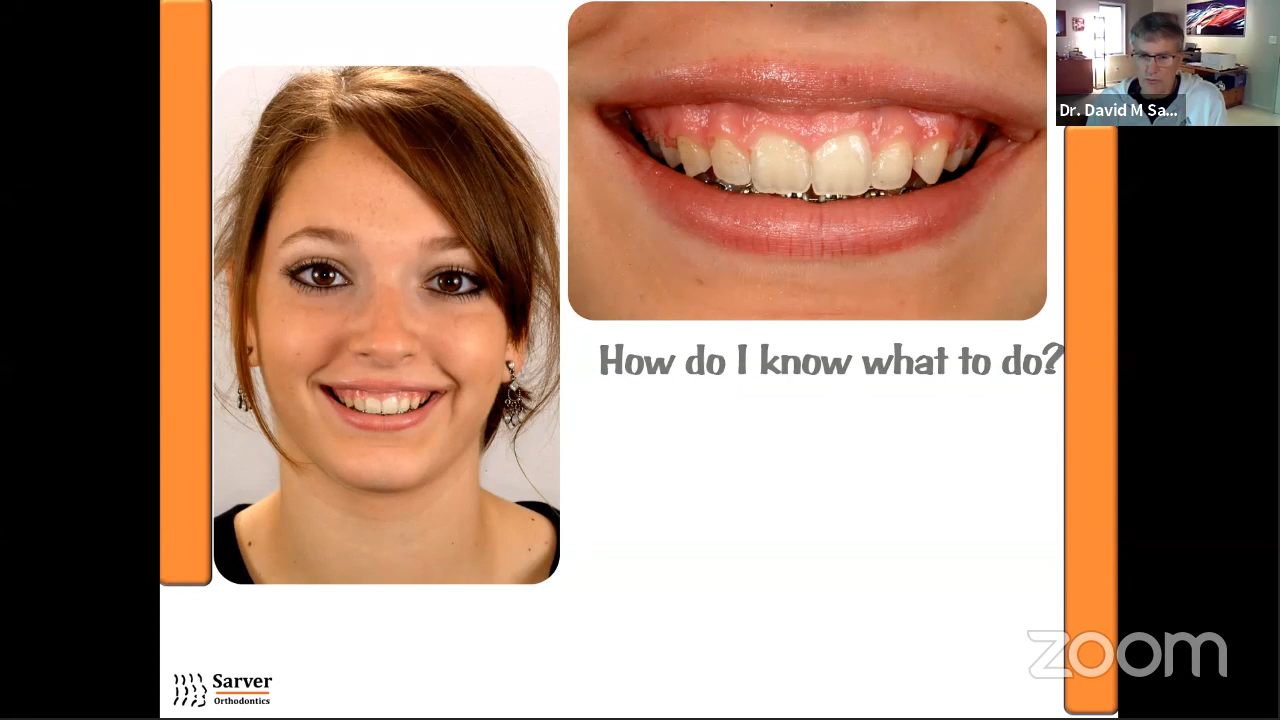 Dr. David M Sa...
How do I know what to do?
zoom
Sarver
Orthodontics